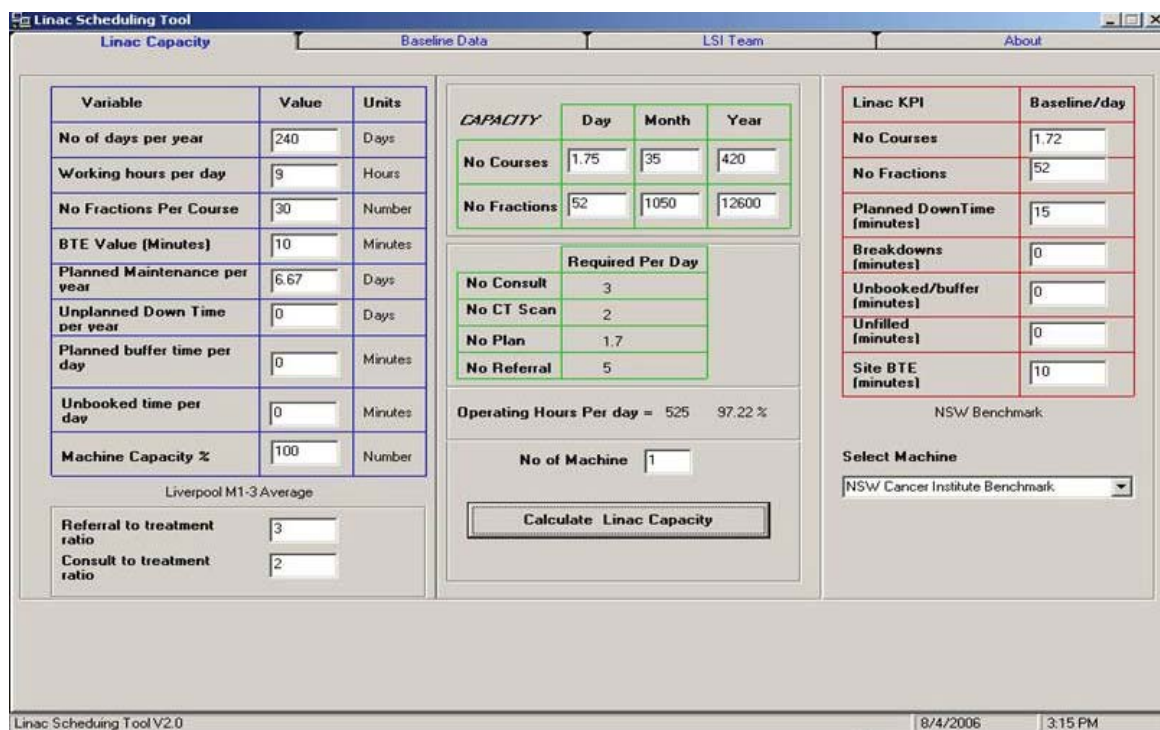 Linac Scheduling Tool
Linac Capacity Baseline Data LSI Team About
Variable Value Units
No of days per year 240 Days
Working hours per day 9 Hours
No Fractions Per Course 30 Number
BTE Value (Minutes) 10 Minutes
Planned Maintenance per
year 6.67 Days
Unplanned Down Time
per year 0 Days
Planned buffer time per
day 0 Minutes
Unbooked time per
day 0 Minutes
Machine Capacity % 100 Number
Liverpool M1-3 Average
Referral to treatment
ratio 3
Consult to treatment
ratio 2
CAPACITY Day Month Year
No Courses 1.75 35 420
No Fractions 52 1050 12600
Required Per Day
No Consult 3
No CT Scan 2
No Plan 1.7
No Referral 5
Operating Hours Per day = 525 97.22 %
No of Machine 1
Calculate Linac Capacity
Linac KPI Baseline/day
No Courses 1.72
No Fractions 52
Planned DownTime
(minutes) 15
Breakdowns
(minutes) 0
Unbooked/buffer
(minutes) 0
Unfilled
(minutes) 0
Site BTE
(minutes) 10
NSW Benchmark
Select Machine
NSW Cancer Institute Benchmark
Linac Scheduing Tool V2.0 8/4/2006 3:15 PM